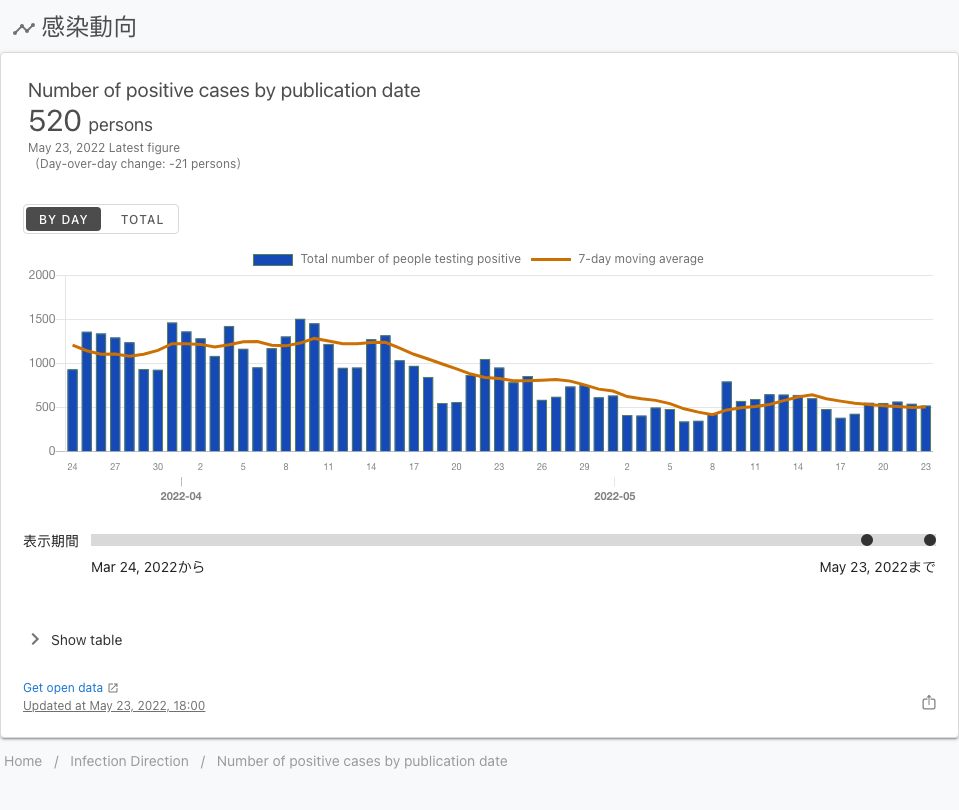 感染動向
Number of positive cases by publication date
520 persons
May 23, 2022 Latest figure
(Day-over-day change: -21 persons)
BY DAY TOTAL
Total number of people testing positive 7-day moving average
2000
1500
1000
500
0
24 27 30 2 5 8 11 14 17 20 23 26 29 2 5 8 11 14 17 20 23
2022-04 2022-05
表示期間
Mar 24, 2022から May 23, 2022まで
Show table
Get open data
Updated at May 23, 2022, 18:00
Home / Infection Direction / Number of positive cases by publication date